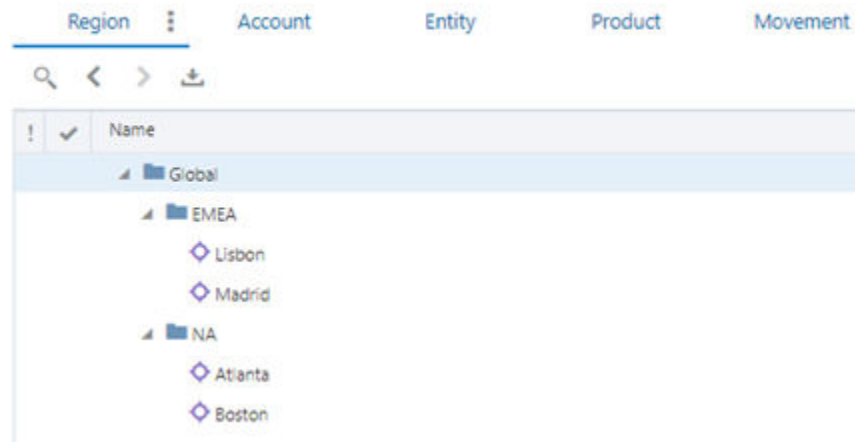 Region Account Entity Product Movement
! Name
Global
EMEA
Lisbon
Madrid
NA
Atlanta
Boston